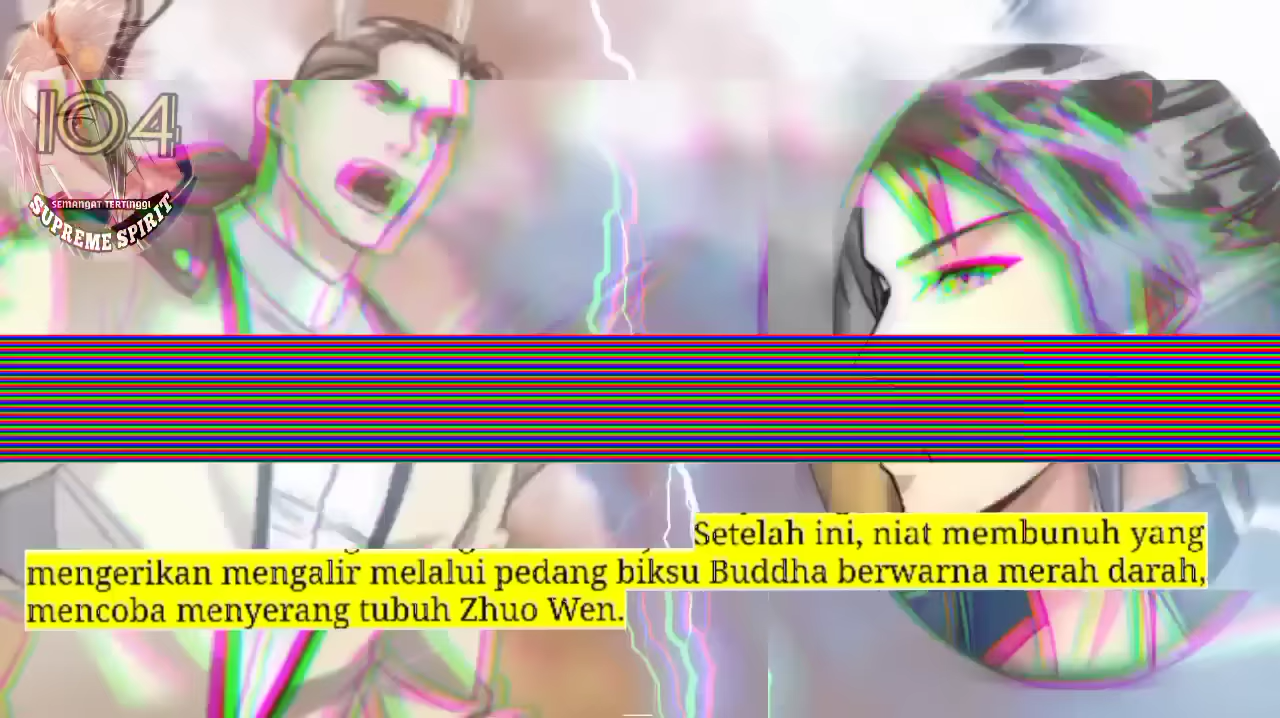 104
SEMANGAT TERTINGGI
SUPREME SPIRIT
Setelah ini, niat membunuh yang
mengerikan mengalir melalui pedang biksu Buddha berwarna merah darah,
mencoba menyerang tubuh Zhuo Wen.